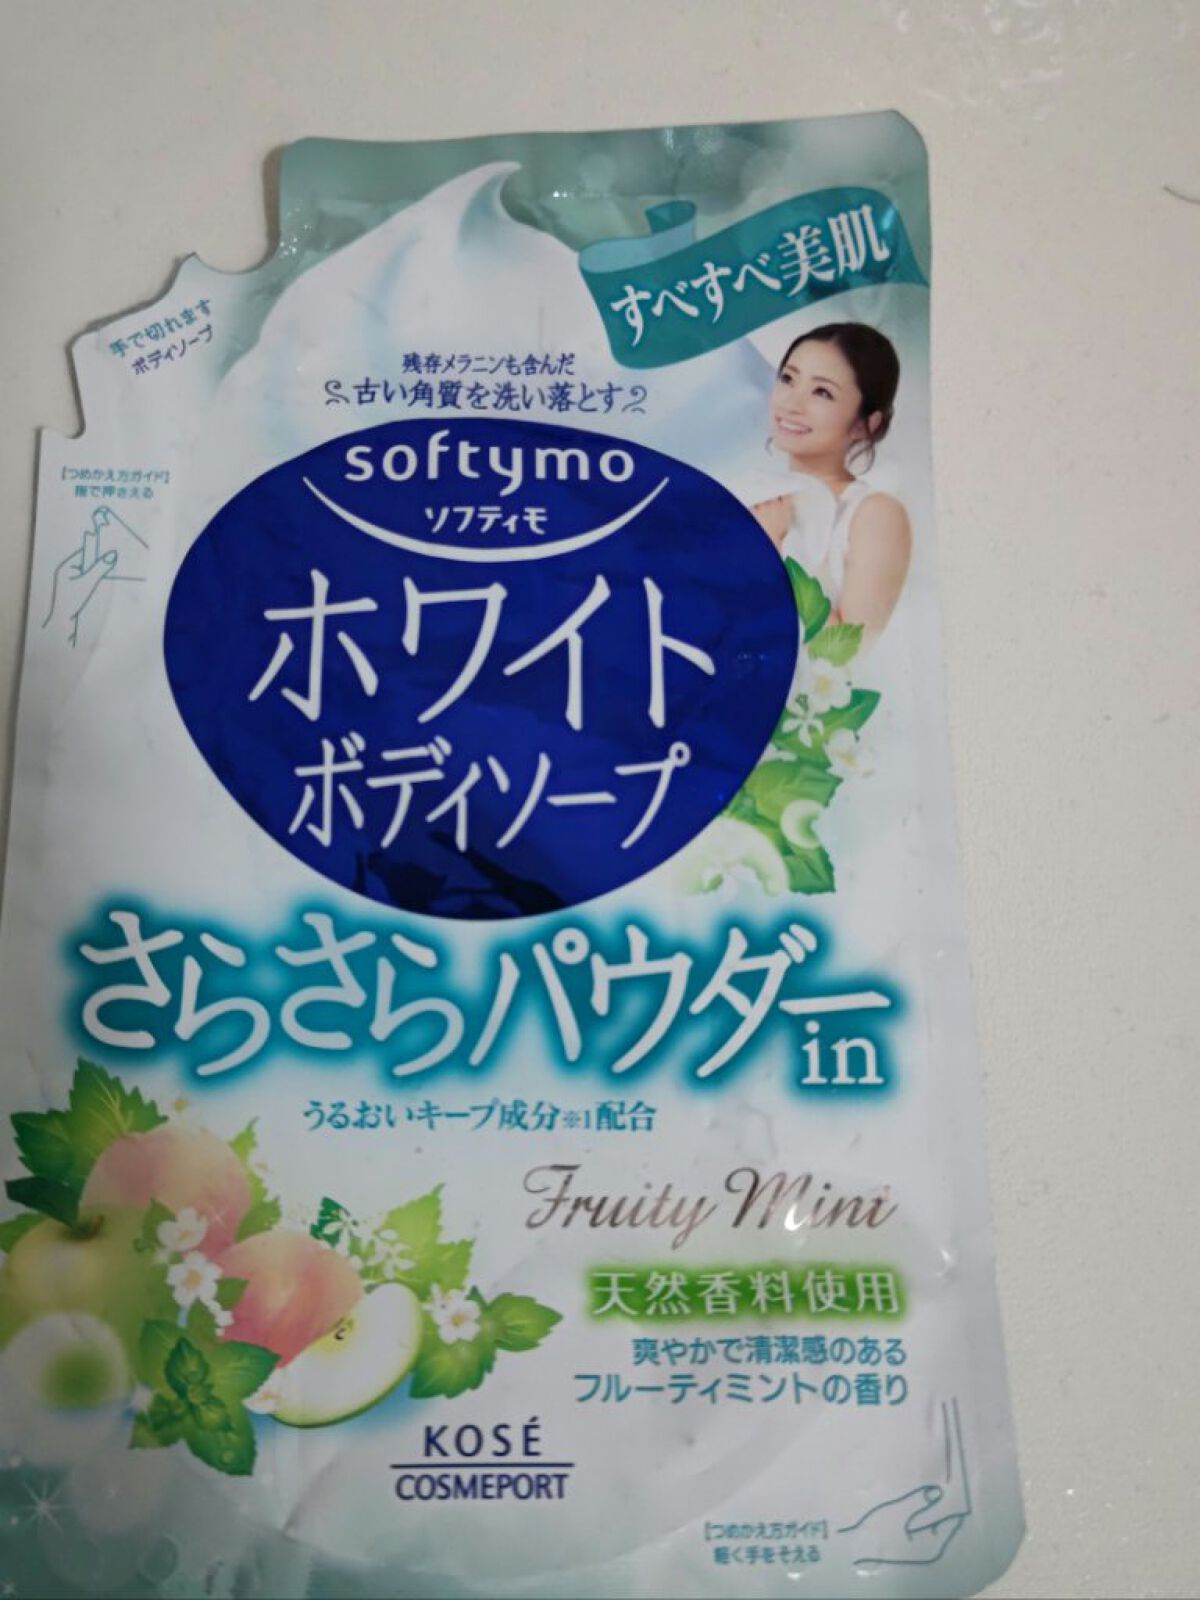 すべすべ美肌
手で切れます
ボディソープ
残存メラニンも含んだ
古い角質を洗い落とす
softymo
ソフティモ
【つめかえ方ガイド】
指で押さえる
ホワイト
ボディソープ
さらさらパウダーin
うるおいキープ成分※1配合
Fruity Mint
天然香料使用
爽やかで清潔感のある
フルーティミントの香り
KOSÉ
COSMEPORT
【つめかえ方ガイド】
軽く手をそえる